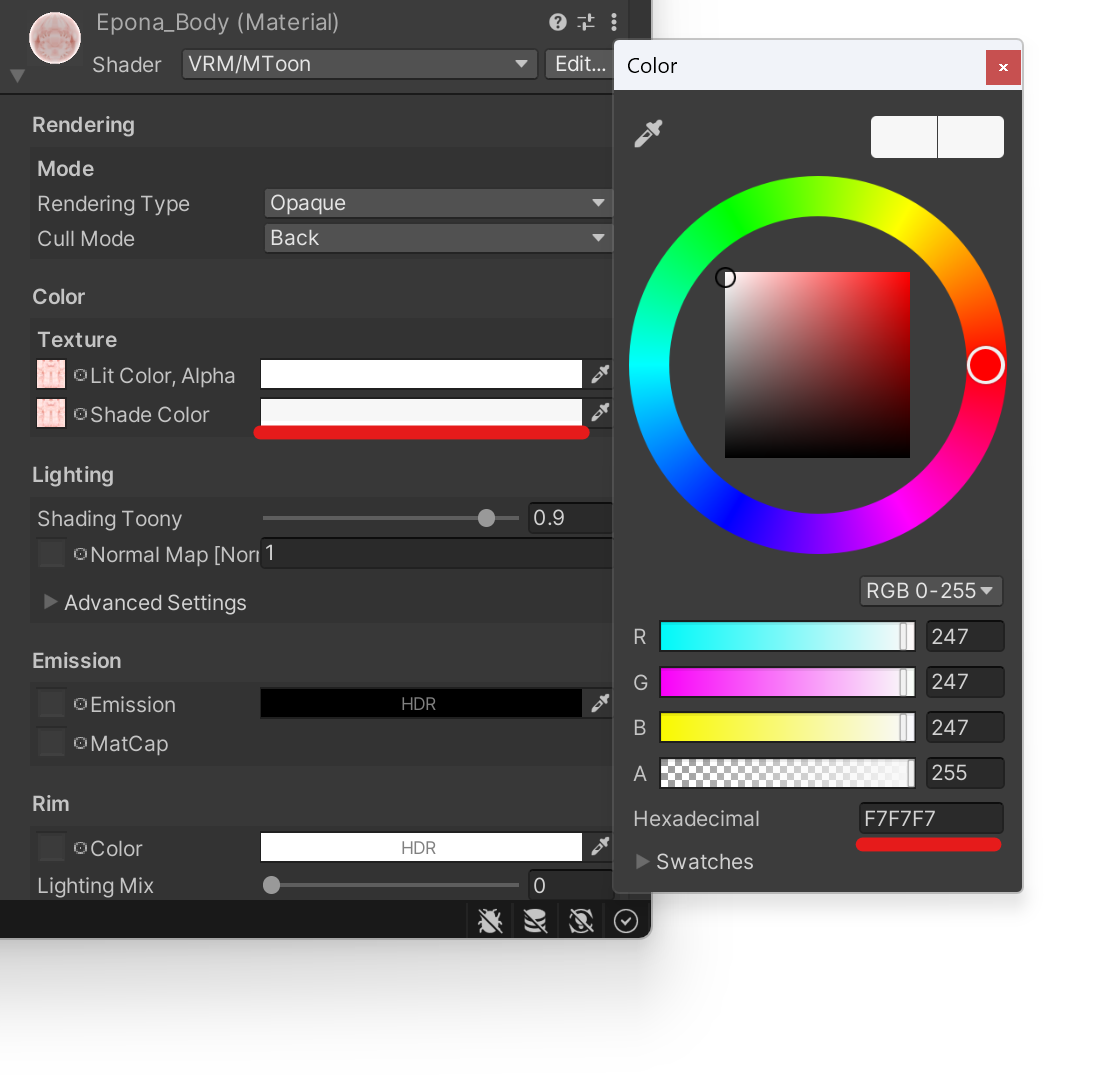 Epona_Body (Material)
Shader VRM/MToon Edit...
Color
Rendering
Mode
Rendering Type Opaque
Cull Mode Back
Color
Texture
Lit Color, Alpha
Shade Color
Lighting
Shading Toony 0.9
Normal Map [Nor 1
Advanced Settings
Emission
Emission HDR
MatCap
Rim
Color HDR
Lighting Mix 0
RGB 0-255
R 247
G 247
B 247
A 255
Hexadecimal F7F7F7
Swatches